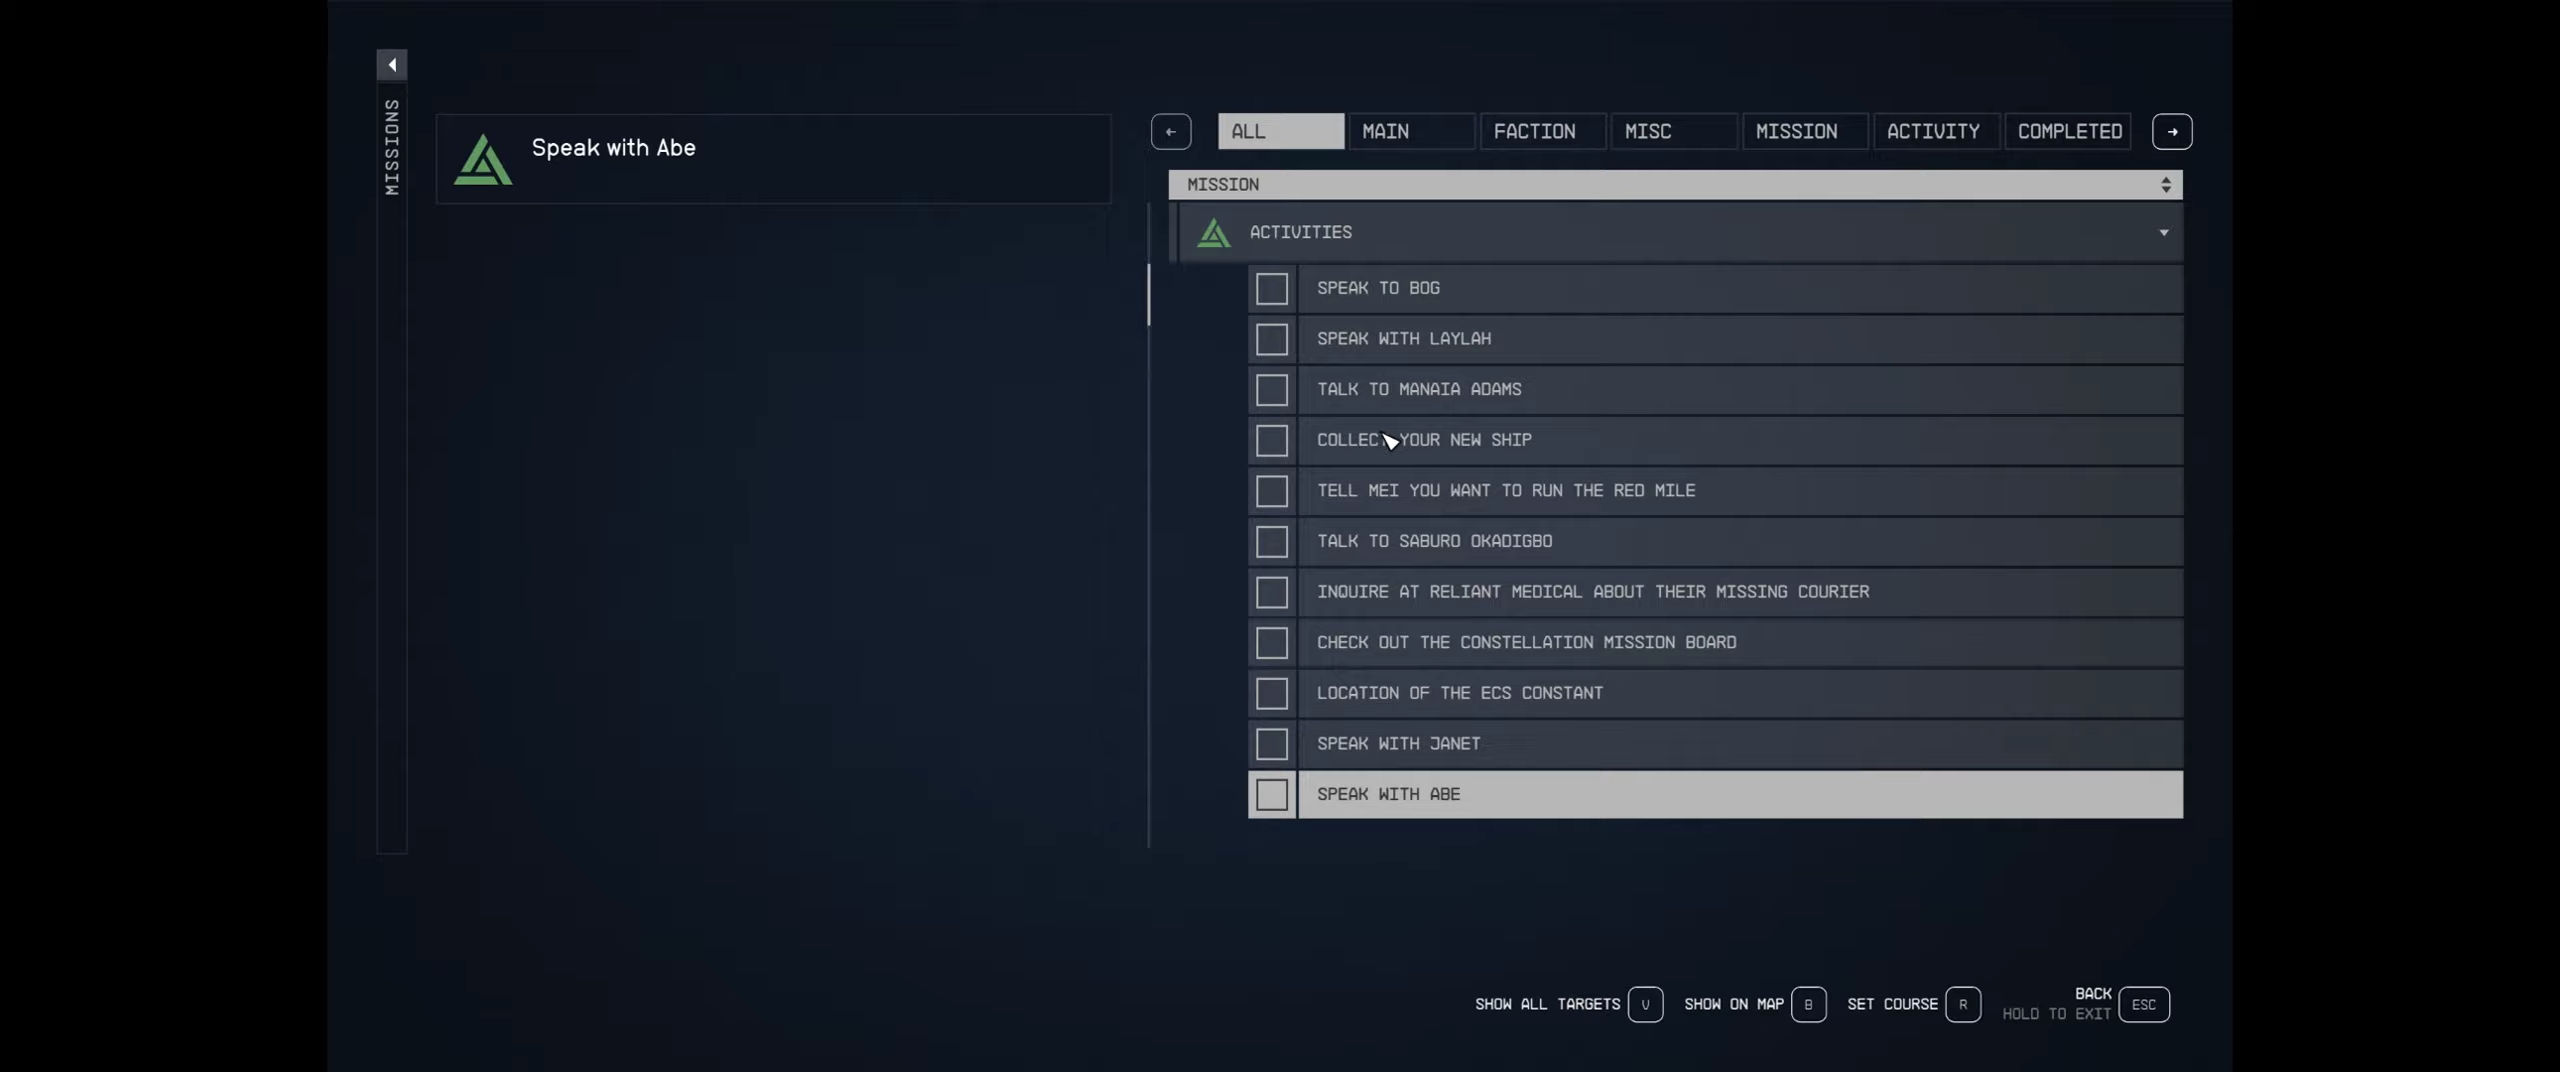 MISSIONS
Speak with Abe
← ALL MAIN FACTION MISC MISSION ACTIVITY COMPLETED →
MISSION
ACTIVITIES
SPEAK TO BOG
SPEAK WITH LAYLAH
TALK TO MANAIA ADAMS
COLLECT YOUR NEW SHIP
TELL MEI YOU WANT TO RUN THE RED MILE
TALK TO SABURO OKADIGBO
INQUIRE AT RELIANT MEDICAL ABOUT THEIR MISSING COURIER
CHECK OUT THE CONSTELLATION MISSION BOARD
LOCATION OF THE ECS CONSTANT
SPEAK WITH JANET
SPEAK WITH ABE
SHOW ALL TARGETS V SHOW ON MAP B SET COURSE R BACK ESC
HOLD TO EXIT